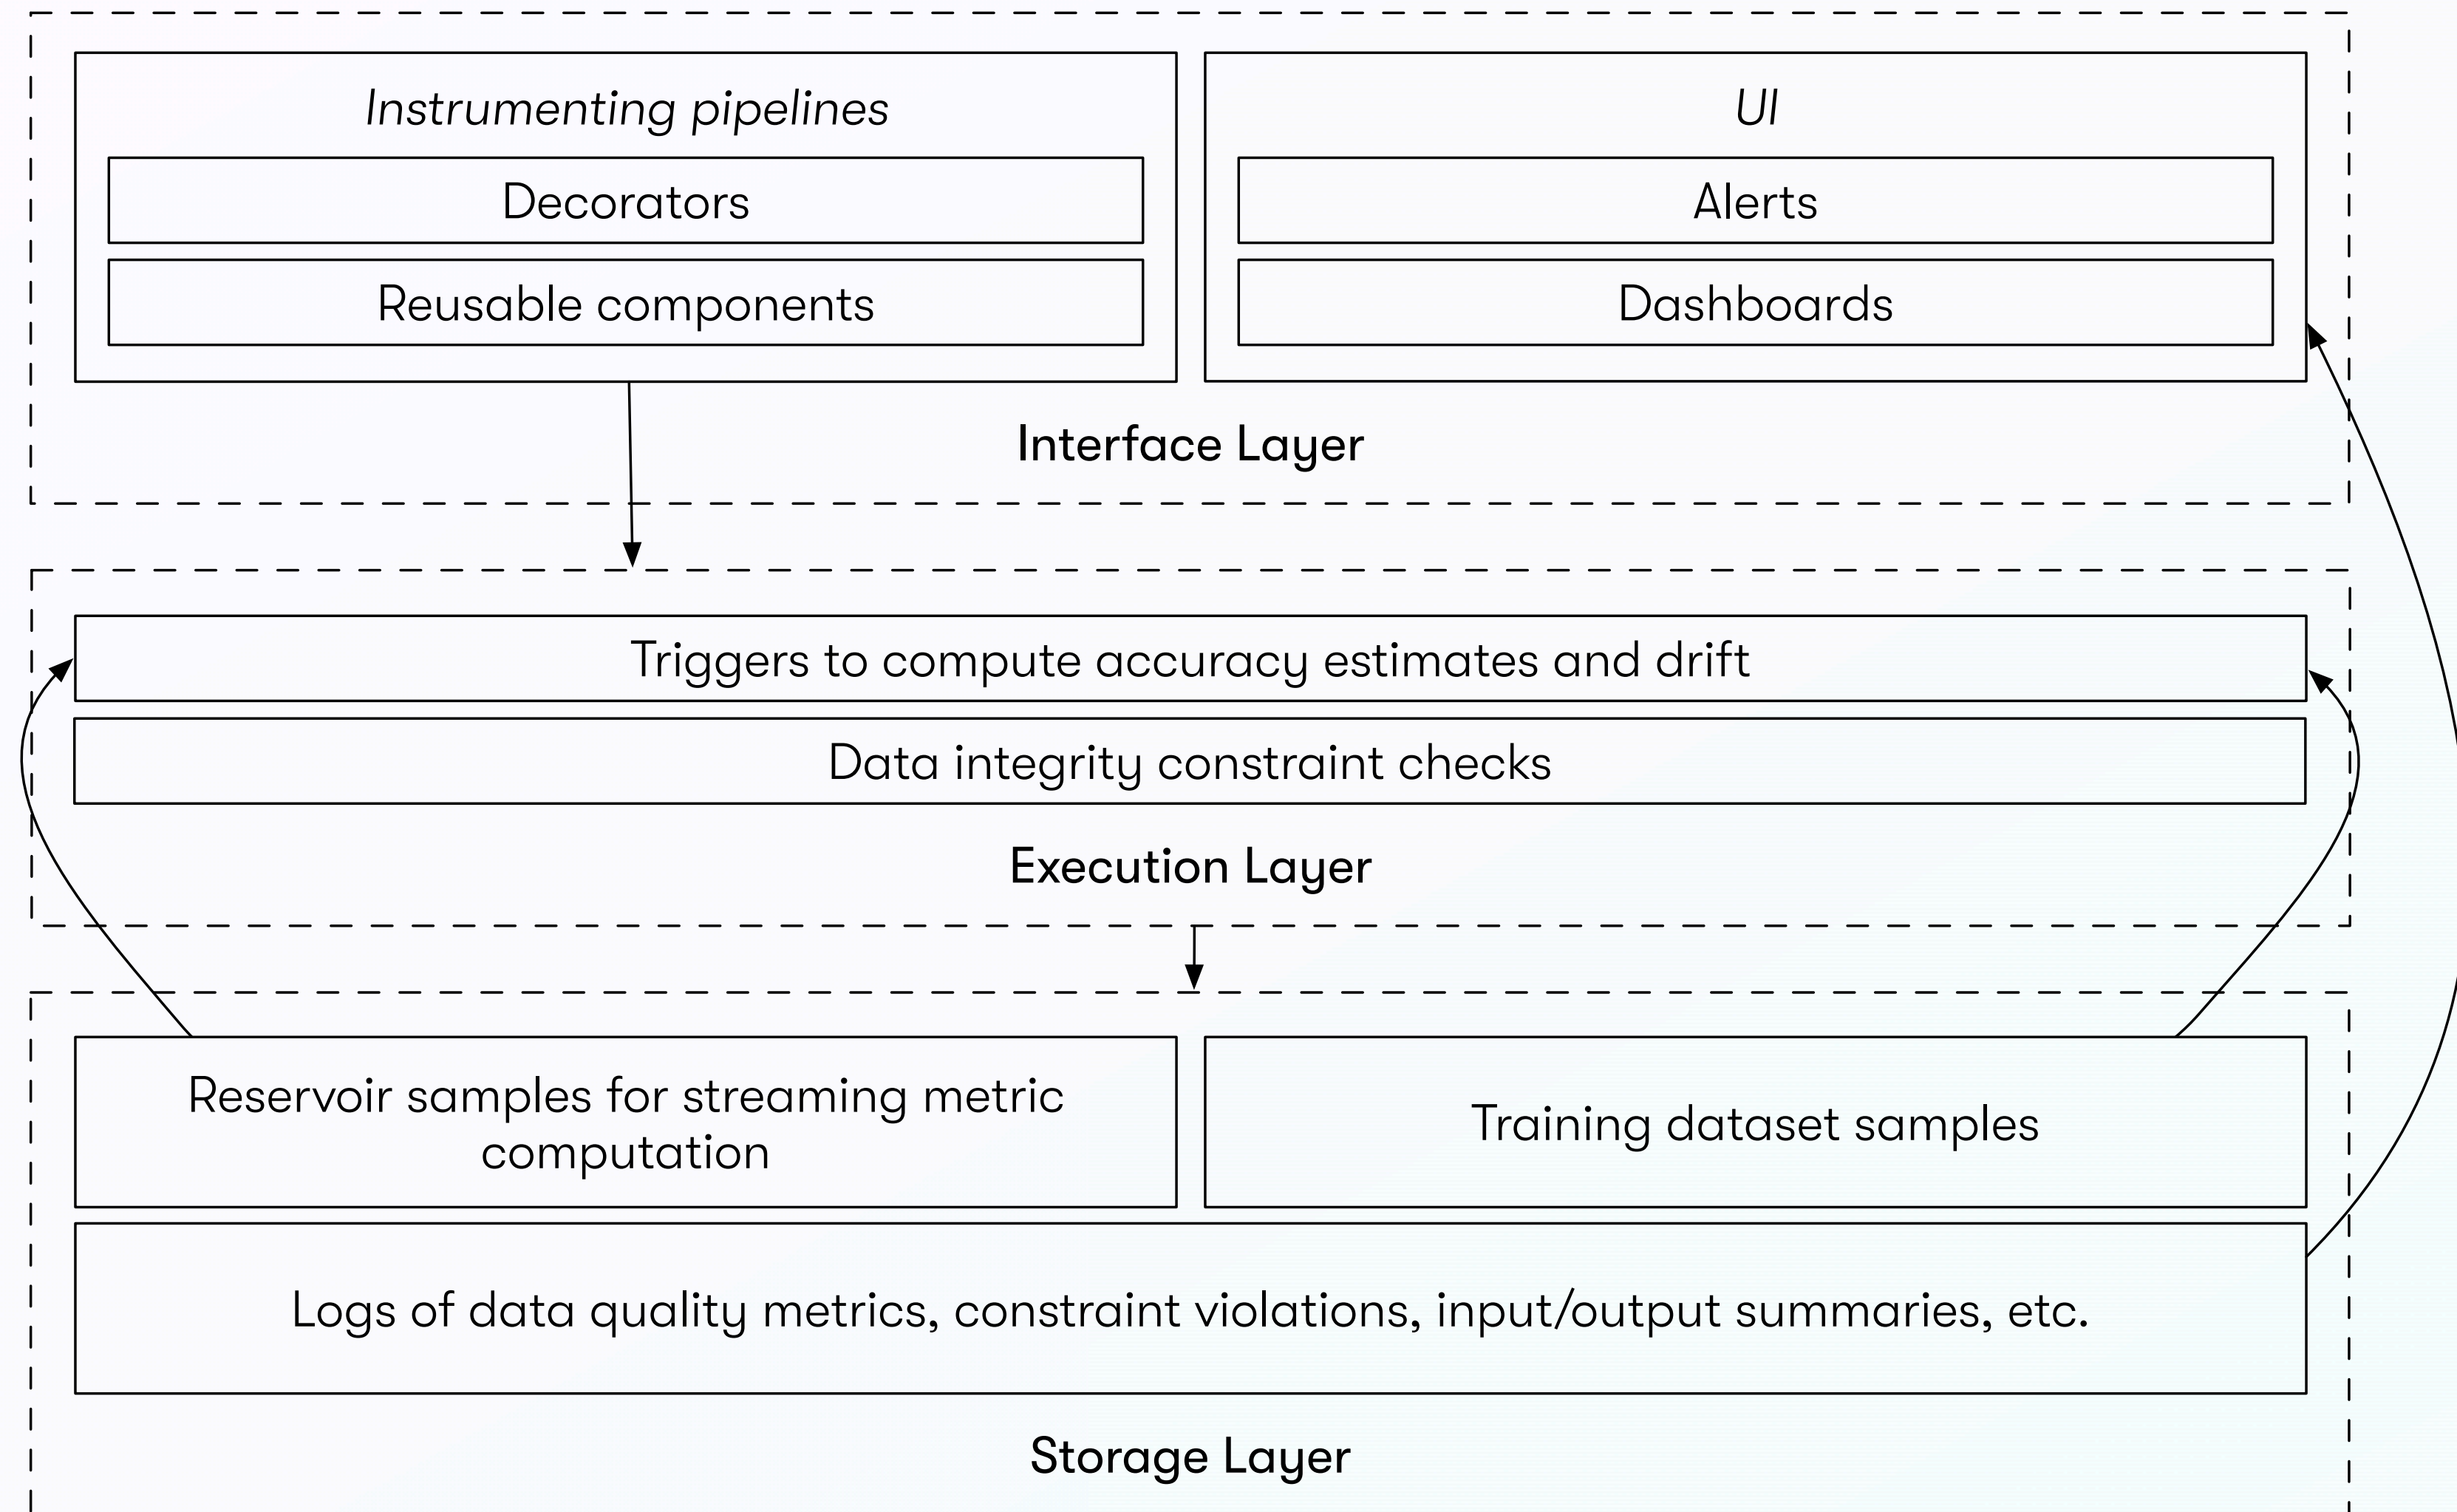 Instrumenting pipelines
UI
Decorators
Alerts
Reusable components
Dashboards
Interface Layer
Triggers to compute accuracy estimates and drift
Data integrity constraint checks
Execution Layer
Reservoir samples for streaming metric
computation
Training dataset samples
Logs of data quality metrics, constraint violations, input/output summaries, etc.
Storage Layer